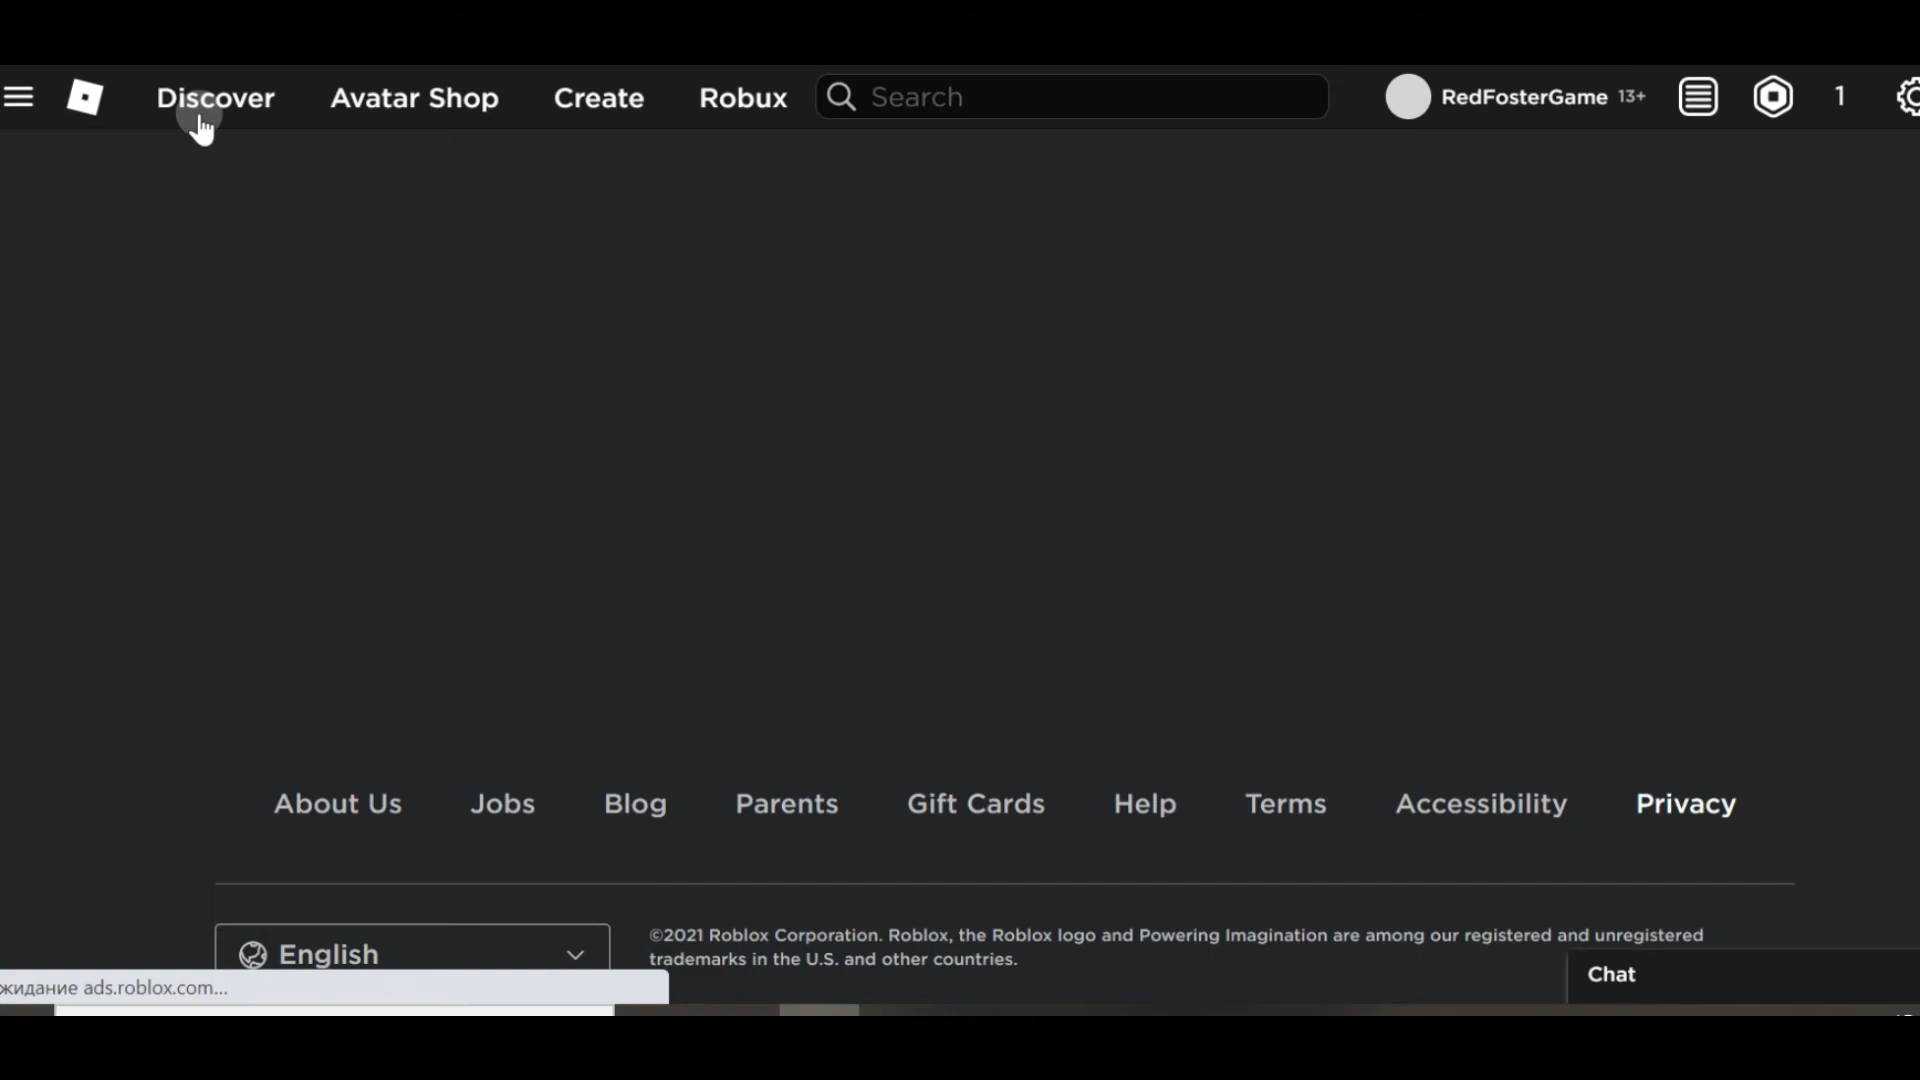 Discover Avatar Shop Create Robux Search RedFosterGame 13+ 1
About Us Jobs Blog Parents Gift Cards Help Terms Accessibility Privacy
English
©2021 Roblox Corporation. Roblox, the Roblox logo and Powering Imagination are among our registered and unregistered
trademarks in the U.S. and other countries.
Chat
жидание ads.roblox.com...